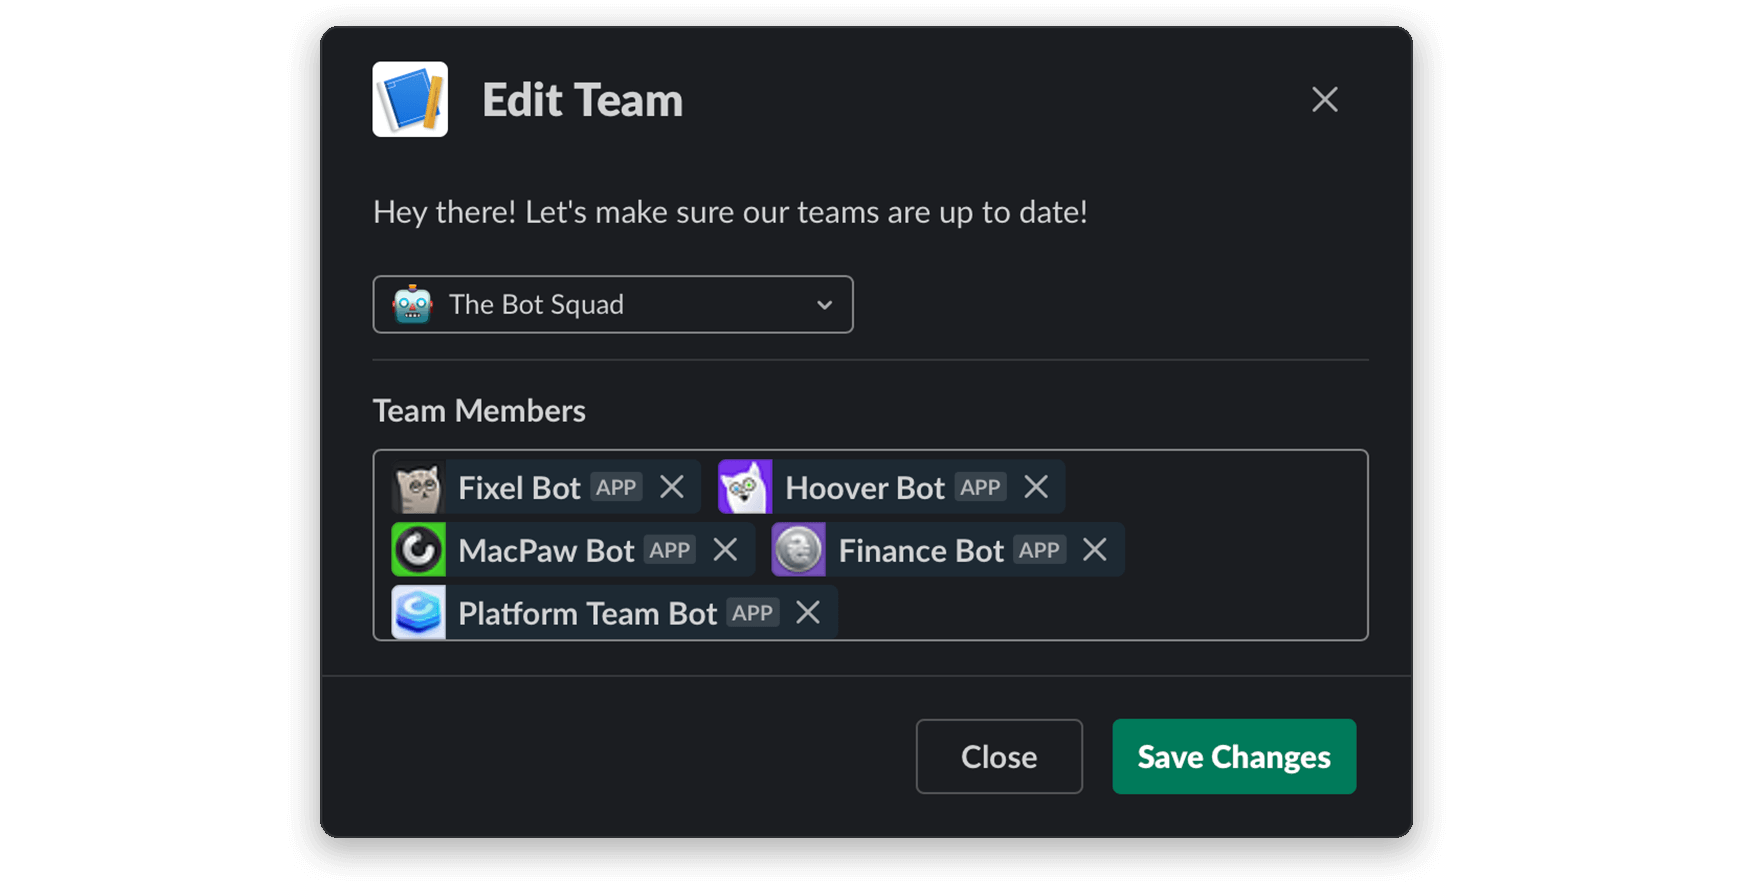 Edit Team
Hey there! Let's make sure our teams are up to date!
The Bot Squad
Team Members
Fixel Bot APP Hoover Bot APP
MacPaw Bot APP Finance Bot APP
Platform Team Bot APP
Close Save Changes